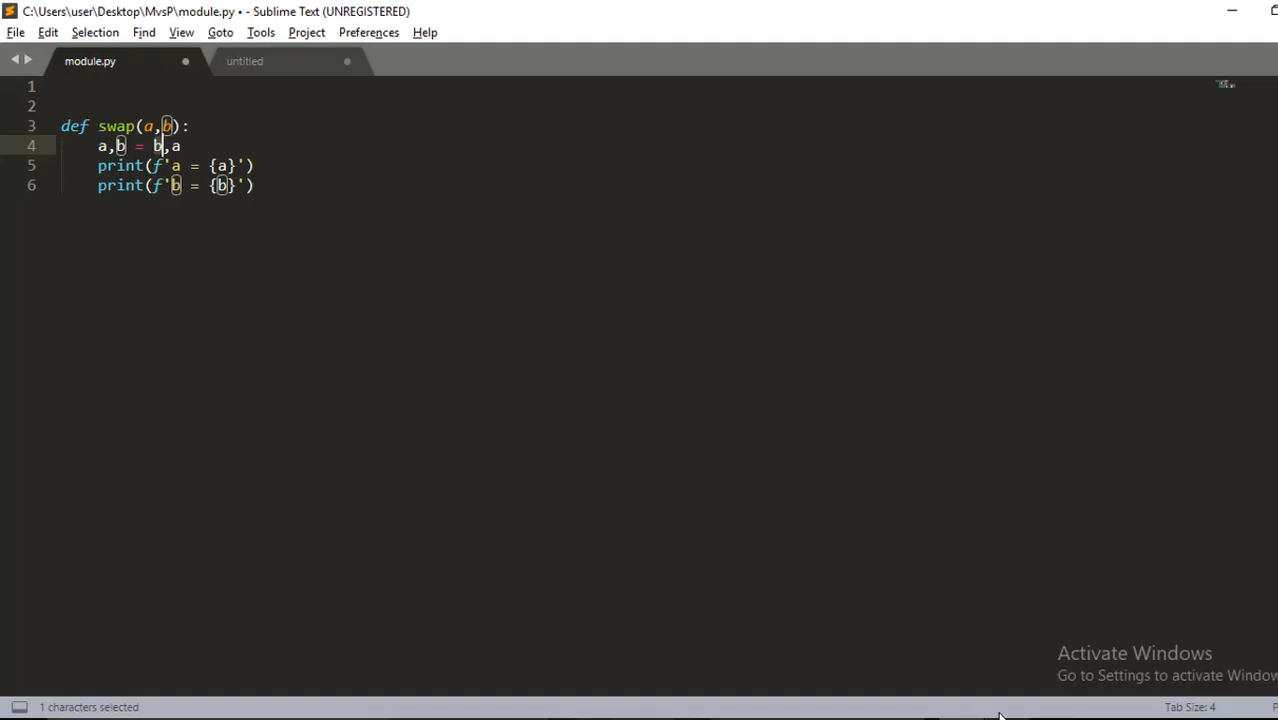 C:\Users\user\Desktop\MvsP\module.py • - Sublime Text (UNREGISTERED)
File Edit Selection Find View Goto Tools Project Preferences Help
module.py untitled
1
2
3 def swap(a,b):
4 a,b = b,a
5 print(f'a = {a}')
6 print(f'b = {b}')
Activate Windows
Go to Settings to activate Window
1 characters selected Tab Size: 4